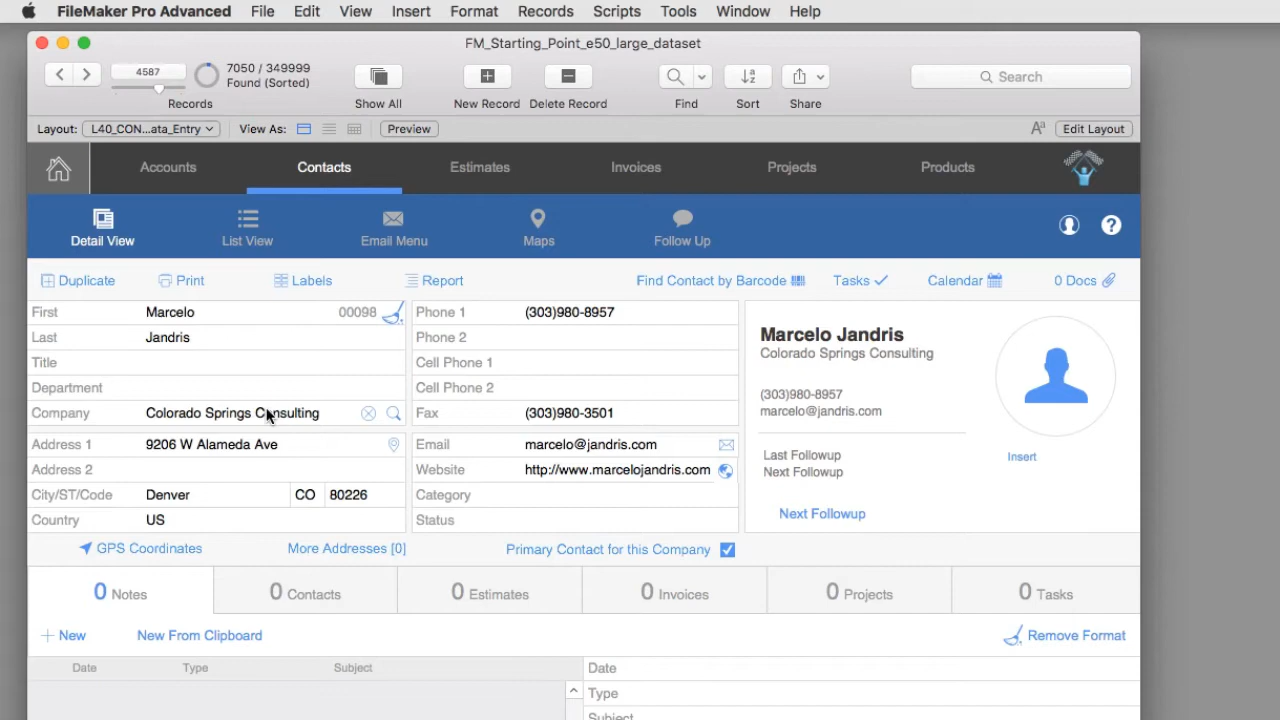 FileMaker Pro Advanced File Edit View Insert Format Records Scripts Tools Window Help
FM_Starting_Point_e50_large_dataset
4587
7050 / 349999
Found (Sorted)
Records
Show All
New Record
Delete Record
Find
Sort
Share
Search
Layout: L40_CON...ata_Entry View As: Preview Aa Edit Layout
Accounts Contacts Estimates Invoices Projects Products
Detail View List View Email Menu Maps Follow Up ?
Duplicate Print Labels Report Find Contact by Barcode Tasks Calendar 0 Docs
First Marcelo 00098
Last Jandris
Title
Department
Company Colorado Springs Consulting
Address 1 9206 W Alameda Ave
Address 2
City/ST/Code Denver CO 80226
Country US
Phone 1 (303)980-8957
Phone 2
Cell Phone 1
Cell Phone 2
Fax (303)980-3501
Email marcelo@jandris.com
Website http://www.marcelojandris.com
Category
Status
Marcelo Jandris
Colorado Springs Consulting
(303)980-8957
marcelo@jandris.com
Last Followup
Next Followup
Next Followup
Insert
GPS Coordinates More Addresses [0] Primary Contact for this Company
0 Notes 0 Contacts 0 Estimates 0 Invoices 0 Projects 0 Tasks
+ New New From Clipboard Remove Format
Date Type Subject
Date
Type
Subject